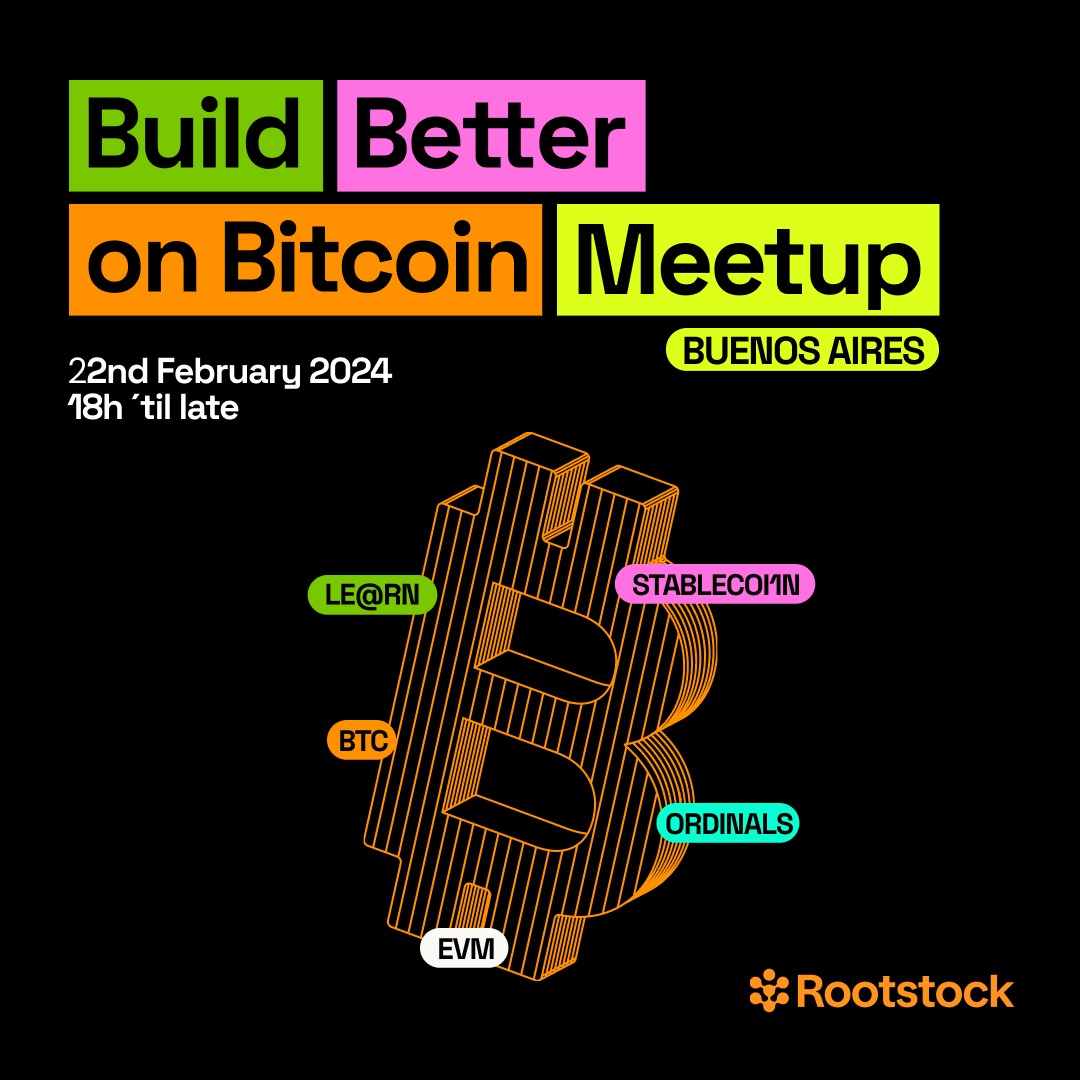 Build Better
on Bitcoin Meetup
BUENOS AIRES
22nd February 2024
18h ´til late
LE@RN
STABLECOI1N
BTC
ORDINALS
EVM
Rootstock